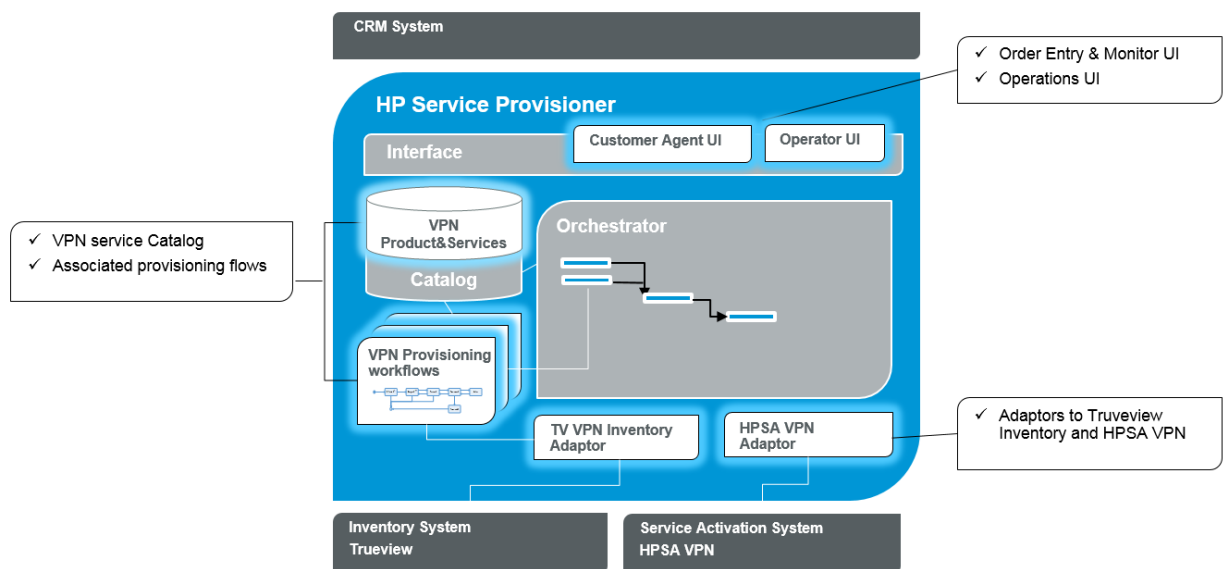 CRM System
✓ Order Entry & Monitor UI
✓ Operations UI
HP Service Provisioner
Interface
Customer Agent UI
Operator UI
VPN
Product&Services
Catalog
Orchestrator
✓ VPN service Catalog
✓ Associated provisioning flows
VPN Provisioning
workflows
TV VPN Inventory
Adaptor
HPSA VPN
Adaptor
✓ Adaptors to Truveview
Inventory and HPSA VPN
Inventory System
Trueview
Service Activation System
HPSA VPN